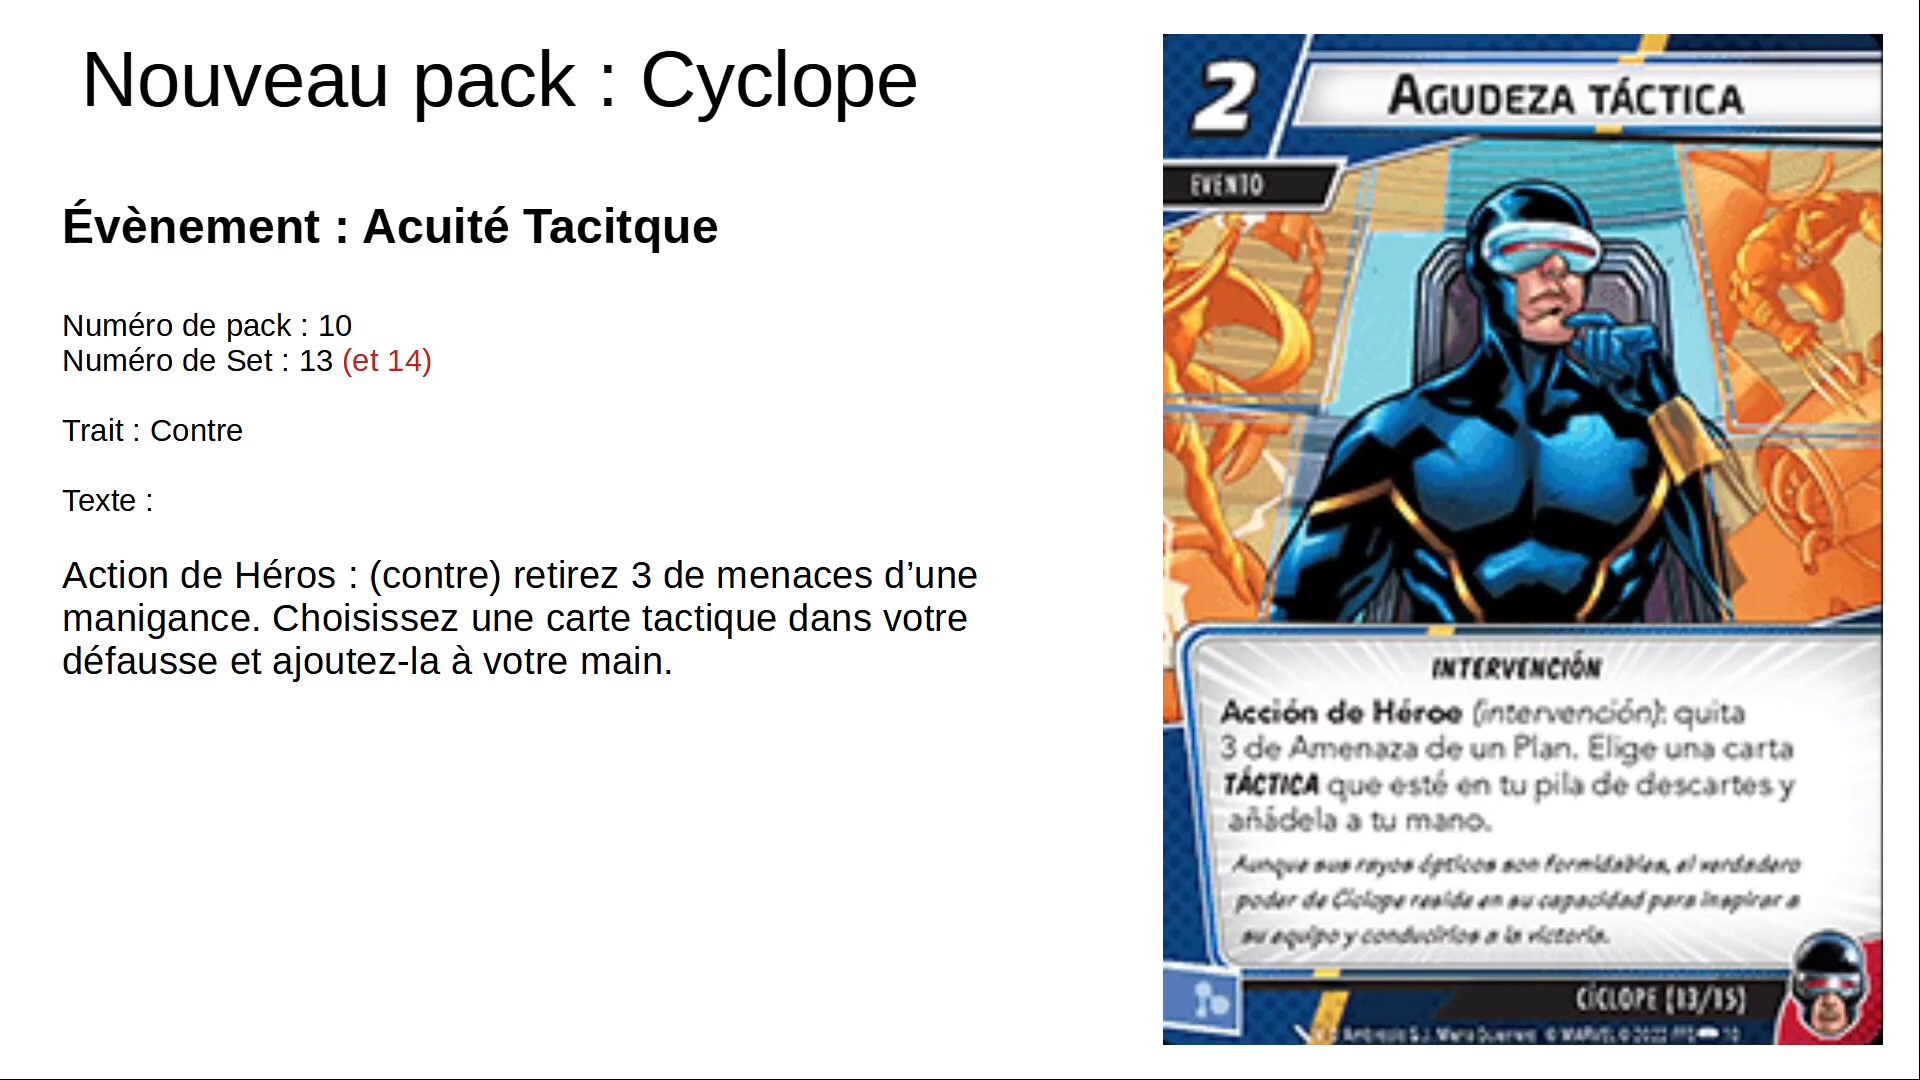 Nouveau pack : Cyclope
Évènement : Acuité Tacitque
Numéro de pack : 10
Numéro de Set : 13 (et 14)
Trait : Contre
Texte :
Action de Héros : (contre) retirez 3 de menaces d’une
manigance. Choisissez une carte tactique dans votre
défausse et ajoutez-la à votre main.
2
AGUDEZA TÁCTICA
EVENTO
INTERVENCIÓN
Acción de Héroe (intervención): quita
3 de Amenaza de un Plan. Elige una carta
TÁCTICA que esté en tu pila de descartes y
añádela a tu mano.
Aunque sus rayos ópticos son formidables, el verdadero
poder de Cíclope reside en su capacidad para inspirar a
su equipo y conducirlos a la victoria.
CÍCLOPE (13/15)
© MARVEL © 2022 FFG 10